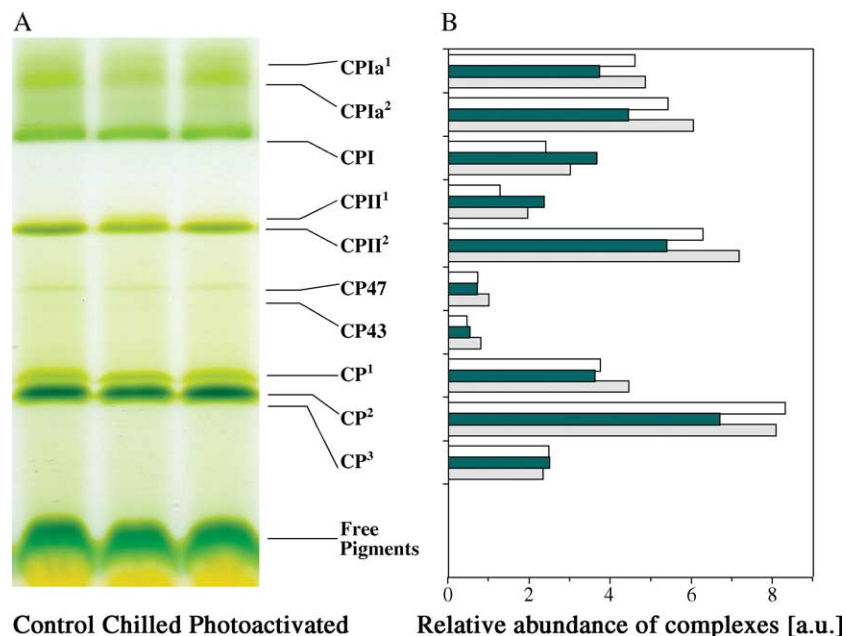 A
B
CPIa¹
CPIa²
CPI
CPII¹
CPII²
CP47
CP43
CP¹
CP²
CP³
Free
Pigments
0 2 4 6 8
Control Chilled Photoactivated
Relative abundance of complexes [a.u.]